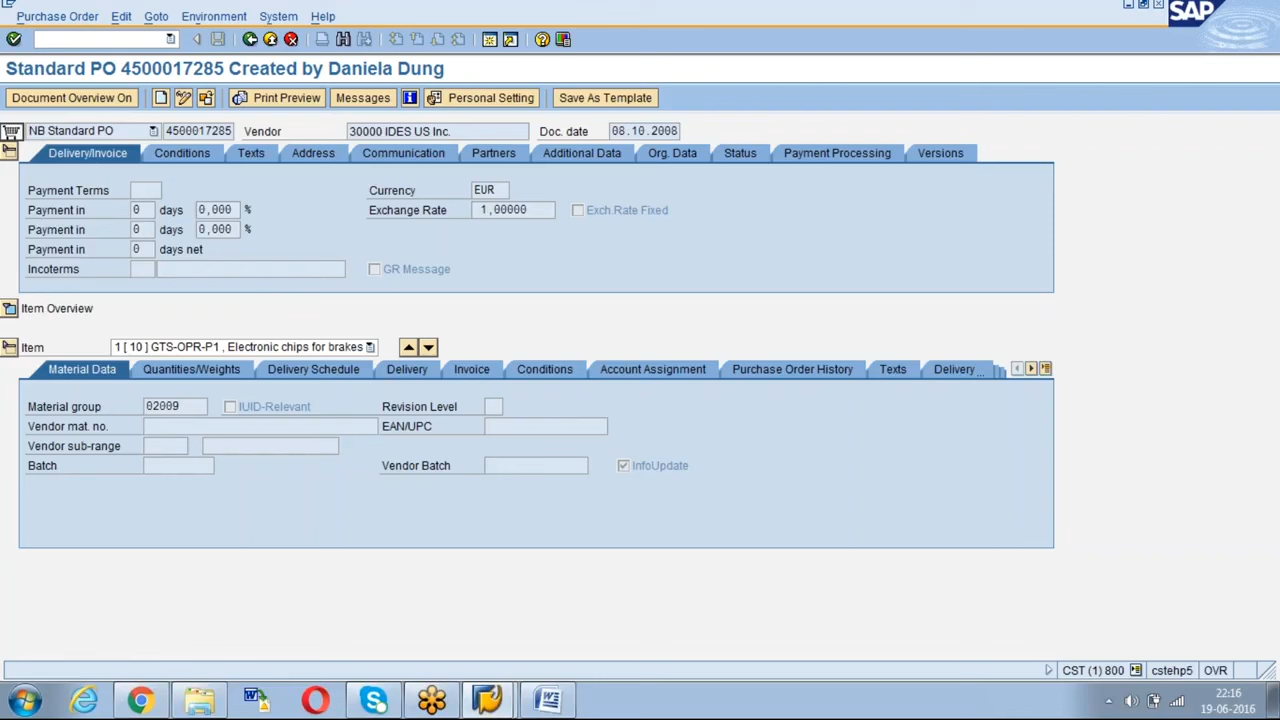 Purchase Order Edit Goto Environment System Help
SAP
Standard PO 4500017285 Created by Daniela Dung
Document Overview On Print Preview Messages Personal Setting Save As Template
NB Standard PO 4500017285 Vendor 30000 IDES US Inc. Doc. date 08.10.2008
Delivery/Invoice Conditions Texts Address Communication Partners Additional Data Org. Data Status Payment Processing Versions
Payment Terms Currency EUR
Payment in 0 days 0,000 % Exchange Rate 1,00000 Exch.Rate Fixed
Payment in 0 days 0,000 %
Payment in 0 days net
Incoterms GR Message
Item Overview
Item 1 [ 10 ] GTS-OPR-P1 , Electronic chips for brakes
Material Data Quantities/Weights Delivery Schedule Delivery Invoice Conditions Account Assignment Purchase Order History Texts Delivery ...
Material group 02009 IUID-Relevant Revision Level
Vendor mat. no. EAN/UPC
Vendor sub-range
Batch Vendor Batch InfoUpdate
CST (1) 800 cstehp5 OVR
22:16
19-06-2016